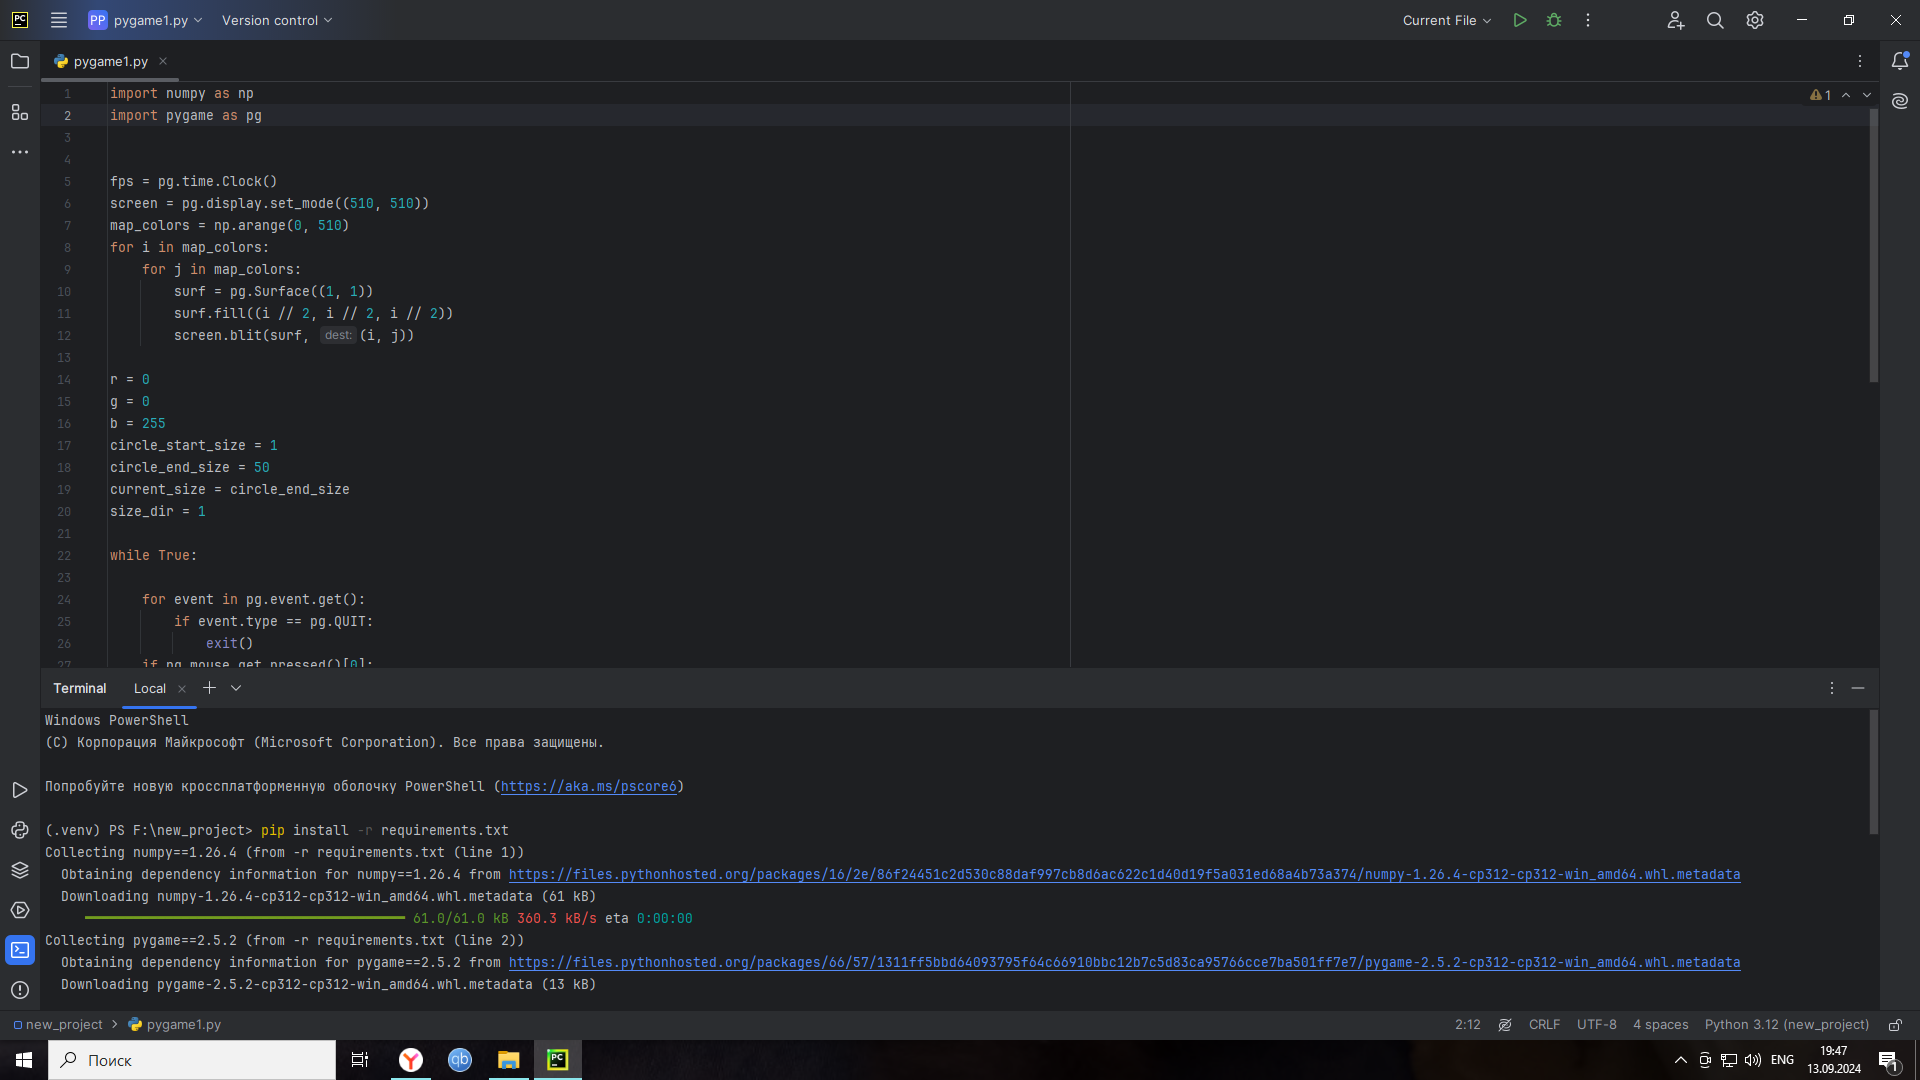 PC PP pygame1.py Version control Current File
pygame1.py
1 import numpy as np 1
2 import pygame as pg
3
4
5 fps = pg.time.Clock()
6 screen = pg.display.set_mode((510, 510))
7 map_colors = np.arange(0, 510)
8 for i in map_colors:
9 for j in map_colors:
10 surf = pg.Surface((1, 1))
11 surf.fill((i // 2, i // 2, i // 2))
12 screen.blit(surf, dest: (i, j))
13
14 r = 0
15 g = 0
16 b = 255
17 circle_start_size = 1
18 circle_end_size = 50
19 current_size = circle_end_size
20 size_dir = 1
21
22 while True:
23
24 for event in pg.event.get():
25 if event.type == pg.QUIT:
26 exit()
27 if pg.mouse.get_pressed()[0]:
Terminal Local
Windows PowerShell
(C) Корпорация Майкрософт (Microsoft Corporation). Все права защищены.
Попробуйте новую кроссплатформенную оболочку PowerShell (https://aka.ms/pscore6)
(.venv) PS F:\new_project> pip install -r requirements.txt
Collecting numpy==1.26.4 (from -r requirements.txt (line 1))
Obtaining dependency information for numpy==1.26.4 from https://files.pythonhosted.org/packages/16/2e/86f24451c2d530c88daf997cb8d6ac622c1d40d19f5a031ed68a4b73a374/numpy-1.26.4-cp312-cp312-win_amd64.whl.metadata
Downloading numpy-1.26.4-cp312-cp312-win_amd64.whl.metadata (61 kB)
61.0/61.0 kB 360.3 kB/s eta 0:00:00
Collecting pygame==2.5.2 (from -r requirements.txt (line 2))
Obtaining dependency information for pygame==2.5.2 from https://files.pythonhosted.org/packages/66/57/1311ff5bbd64093795f64c66910bbc12b7c5d83ca95766cce7ba501ff7e7/pygame-2.5.2-cp312-cp312-win_amd64.whl.metadata
Downloading pygame-2.5.2-cp312-cp312-win_amd64.whl.metadata (13 kB)
new_project > pygame1.py 2:12 CRLF UTF-8 4 spaces Python 3.12 (new_project)
Поиск Y qb PC ENG 19:47
13.09.2024 1